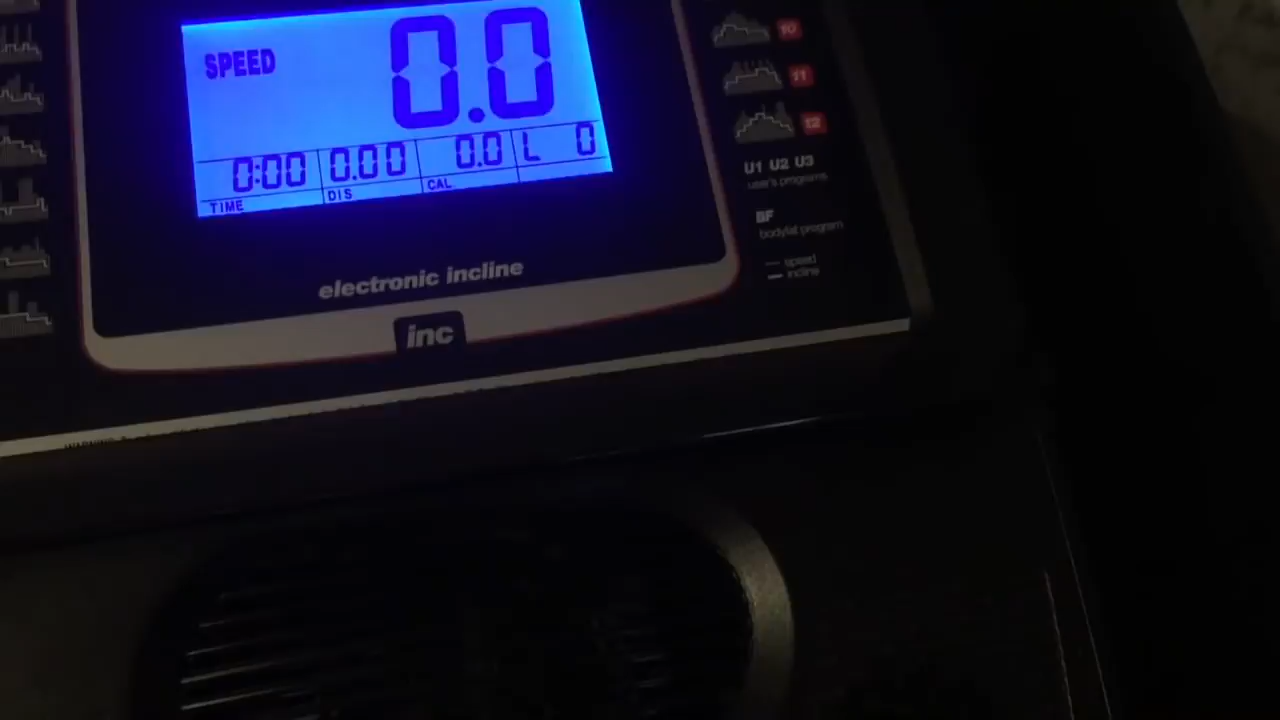 SPEED 0.0
0:00 0.00 0.0 L 0
TIME DIS CAL
electronic incline
inc
10
11
12
U1 U2 U3
user's programs
BF
bodyfat program
speed
incline
WARNING